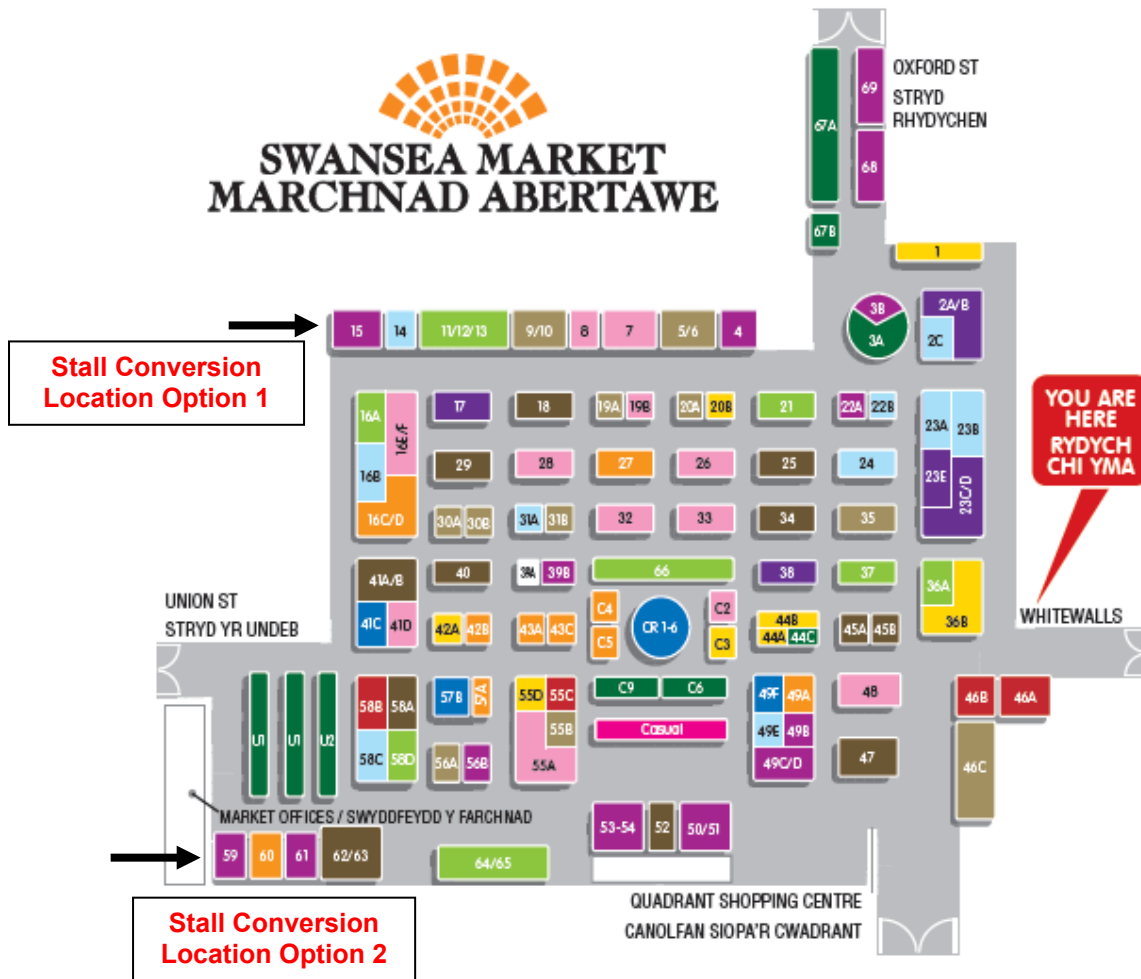 SWANSEA MARKET
MARCHNAD ABERTAWE
OXFORD ST
STRYD
RHYDYCHEN
67A
69
68
67B
1
Stall Conversion
Location Option 1
15 14 11/12/13 9/10 8 7 5/6 4
3B
3A
2A/B
2C
16A
16E/F
16B
16C/D
17 18 19A 19B 20A 20B 21 22A 22B
23A 23B
23E
23C/D
29 28 27 26 25 24
30A 30B 31A 31B 32 33 34 35
YOU ARE
HERE
RYDYCH
CHI YMA
41A/B
41C 41D
40 39A 39B 66 38 37
36A
36B
42A 42B 43A 43C
C4
C5
CR 1-6
C2
C3
44B
44A 44C
45A 45B
UNION ST
STRYD YR UNDEB
WHITEWALLS
U1 U1 U2
58B 58A
58C 58D
57B 57A
56A 56B
55D 55C
55B
55A
C9 C6
Casual
49F 49A
49E 49B
49C/D
48
47
46B 46A
46C
MARKET OFFICES / SWYDDFEYDD Y FARCHNAD
59 60 61 62/63 64/65
53-54 52 50/51
QUADRANT SHOPPING CENTRE
CANOLFAN SIOPA'R CWADRANT
Stall Conversion
Location Option 2